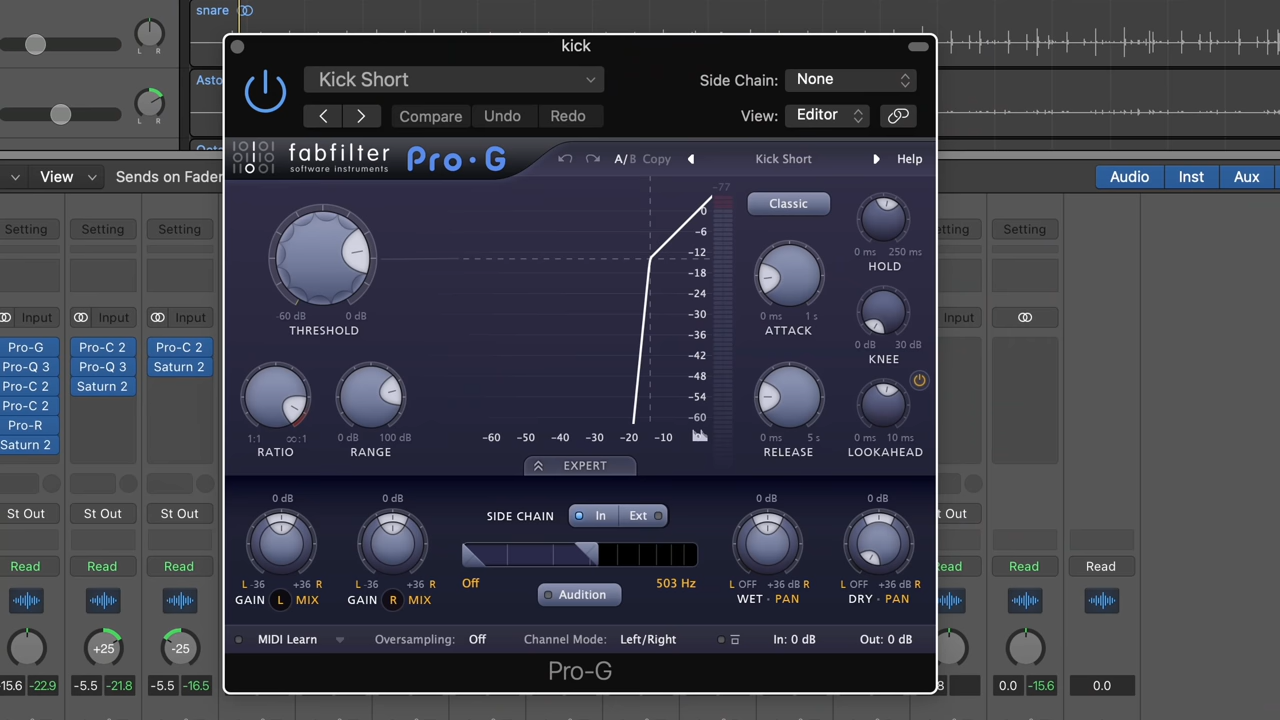 snare
kick
L R
Kick Short
Side Chain: None
Asto
L R
Compare Undo Redo
View: Editor
fabfilter
software instruments
Pro·G
A/B Copy
Kick Short
Help
View Sends on Fader
Audio Inst Aux
-77
Classic
0
-6
-12
-18
-24
-30
-36
-42
-48
-54
-60
Setting Setting Setting
Setting
0 ms 250 ms
HOLD
-60 dB 0 dB
THRESHOLD
0 ms 1 s
ATTACK
Input Input Input
Input
0 dB 30 dB
KNEE
Pro-G Pro-C 2 Pro-C 2
Pro-Q 3 Pro-Q 3 Saturn 2
Pro-C 2 Saturn 2
Pro-C 2
Pro-R
Saturn 2
1:1 ∞:1
RATIO
0 dB 100 dB
RANGE
-60 -50 -40 -30 -20 -10
0 ms 5 s
RELEASE
0 ms 10 ms
LOOKAHEAD
EXPERT
0 dB 0 dB 0 dB 0 dB
St Out St Out St Out
SIDE CHAIN In Ext
St Out
Read Read Read
Read Read
L -36 +36 R
GAIN L MIX
L -36 +36 R
GAIN R MIX
Off 503 Hz
Audition
L OFF +36 dB R
WET · PAN
L OFF +36 dB R
DRY · PAN
MIDI Learn Oversampling: Off Channel Mode: Left/Right In: 0 dB Out: 0 dB
+25 -25
Pro-G
-15.6 -22.9 -5.5 -21.8 -5.5 -16.5
0.0 -15.6 0.0